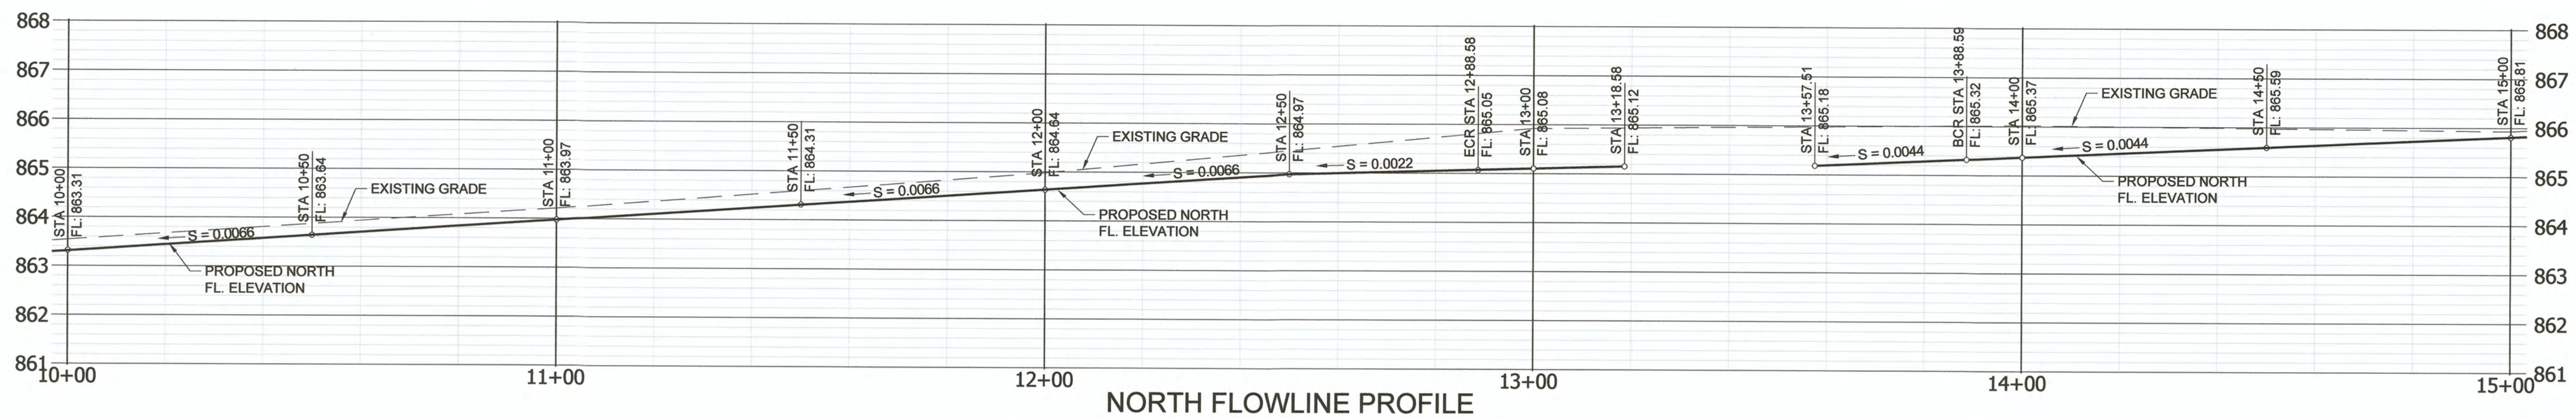 868
867
866
865
864
863
862
861
STA 10+00
FL: 863.31
STA 10+50
FL: 863.64
STA 11+00
FL: 863.97
STA 11+50
FL: 864.31
STA 12+00
FL: 864.64
STA 12+50
FL: 864.97
ECR STA 12+88.58
FL: 865.05
STA 13+00
FL: 865.08
STA 13+18.58
FL: 865.12
STA 13+57.51
FL: 865.18
BCR STA 13+88.59
FL: 865.32
STA 14+00
FL: 865.37
STA 14+50
FL: 865.59
STA 15+00
FL: 865.81
S = 0.0066
EXISTING GRADE
PROPOSED NORTH
FL. ELEVATION
S = 0.0066
EXISTING GRADE
S = 0.0066
PROPOSED NORTH
FL. ELEVATION
S = 0.0022
S = 0.0044
EXISTING GRADE
S = 0.0044
PROPOSED NORTH
FL. ELEVATION
868
867
866
865
864
863
862
861
10+00
11+00
12+00
13+00
14+00
15+00
NORTH FLOWLINE PROFILE